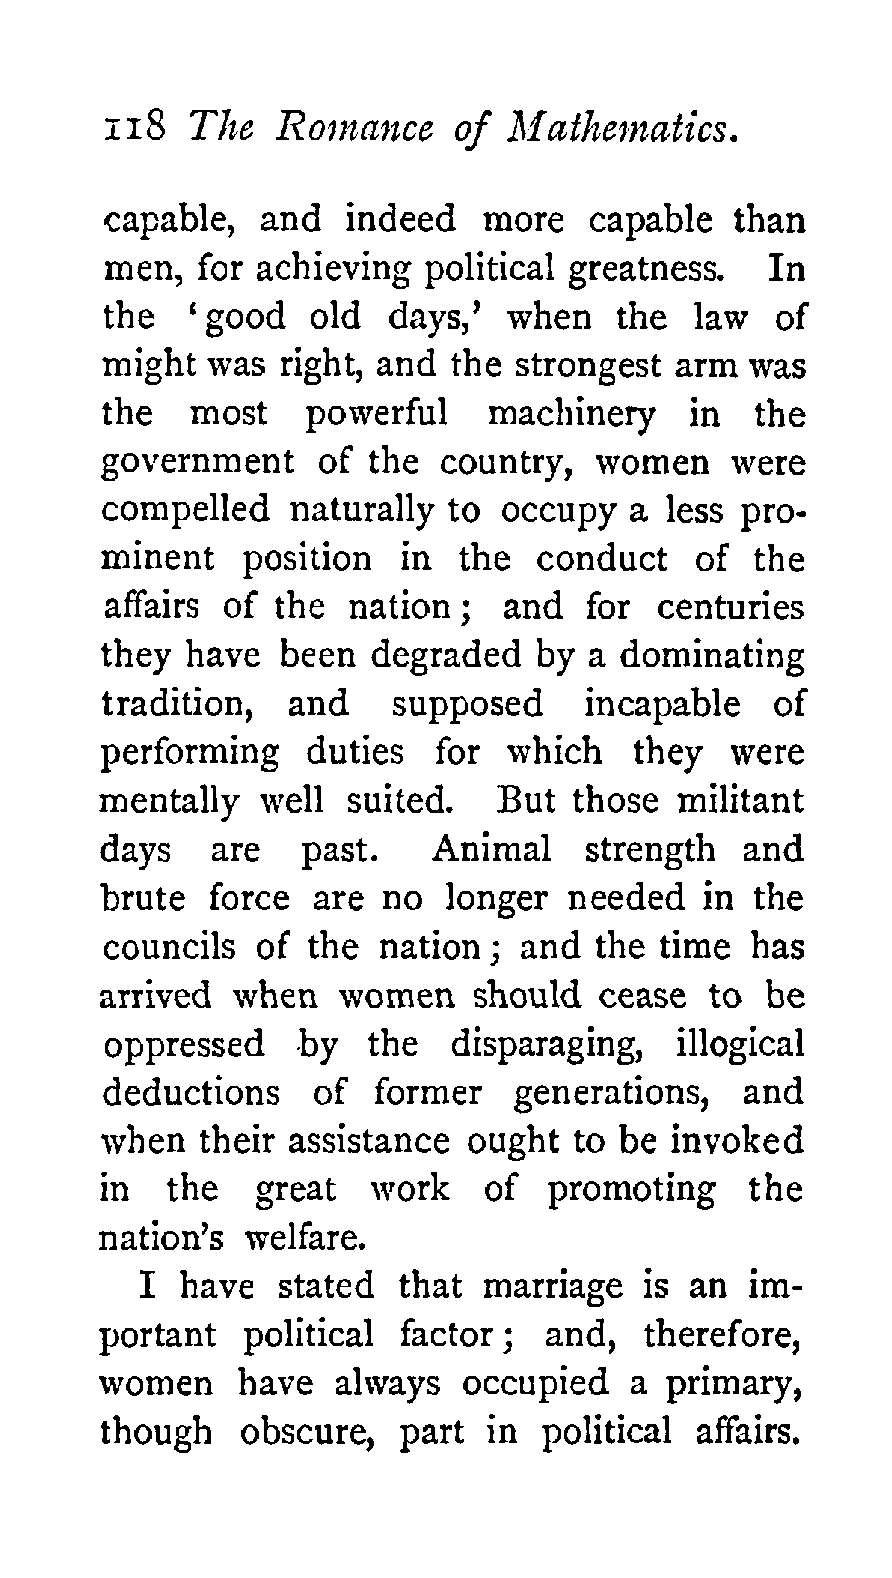 118 The Romance of Mathematics.
capable, and indeed more capable than
men, for achieving political greatness. In
the ‘good old days,’ when the law of
might was right, and the strongest arm was
the most powerful machinery in the
government of the country, women were
compelled naturally to occupy a less pro-
minent position in the conduct of the
affairs of the nation; and for centuries
they have been degraded by a dominating
tradition, and supposed incapable of
performing duties for which they were
mentally well suited. But those militant
days are past. Animal strength and
brute force are no longer needed in the
councils of the nation; and the time has
arrived when women should cease to be
oppressed by the disparaging, illogical
deductions of former generations, and
when their assistance ought to be invoked
in the great work of promoting the
nation’s welfare.
I have stated that marriage is an im-
portant political factor; and, therefore,
women have always occupied a primary,
though obscure, part in political affairs.